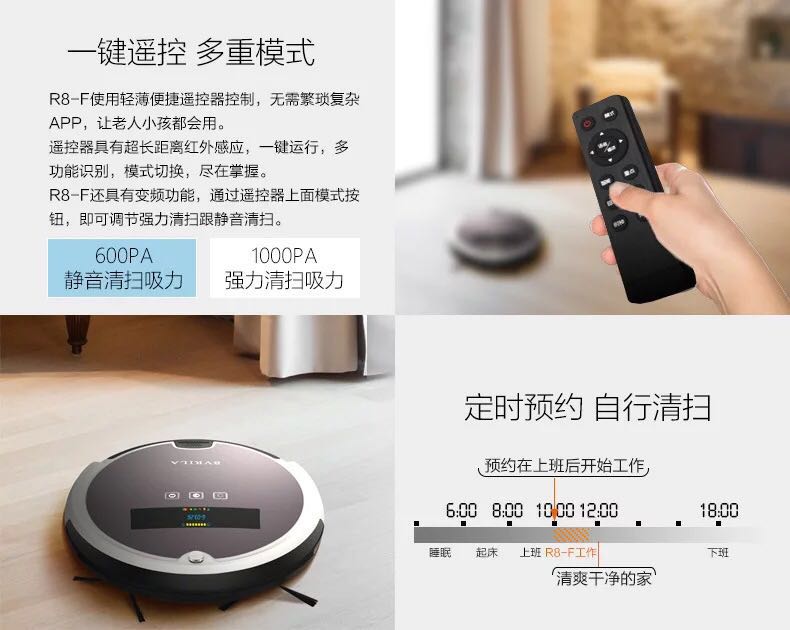 一键遥控 多重模式
R8-F使用轻薄便捷遥控器控制，无需繁琐复杂
APP，让老人小孩都会用。
遥控器具有超长距离红外感应，一键运行，多
功能识别，模式切换，尽在掌握。
R8-F还具有变频功能，通过遥控器上面模式按
钮，即可调节强力清扫跟静音清扫。
600PA
静音清扫吸力
1000PA
强力清扫吸力
模式
BVRILA
定时预约 自行清扫
预约在上班后开始工作
6:00 8:00 10:00 12:00 18:00
睡眠 起床 上班 R8-F工作 下班
清爽干净的家